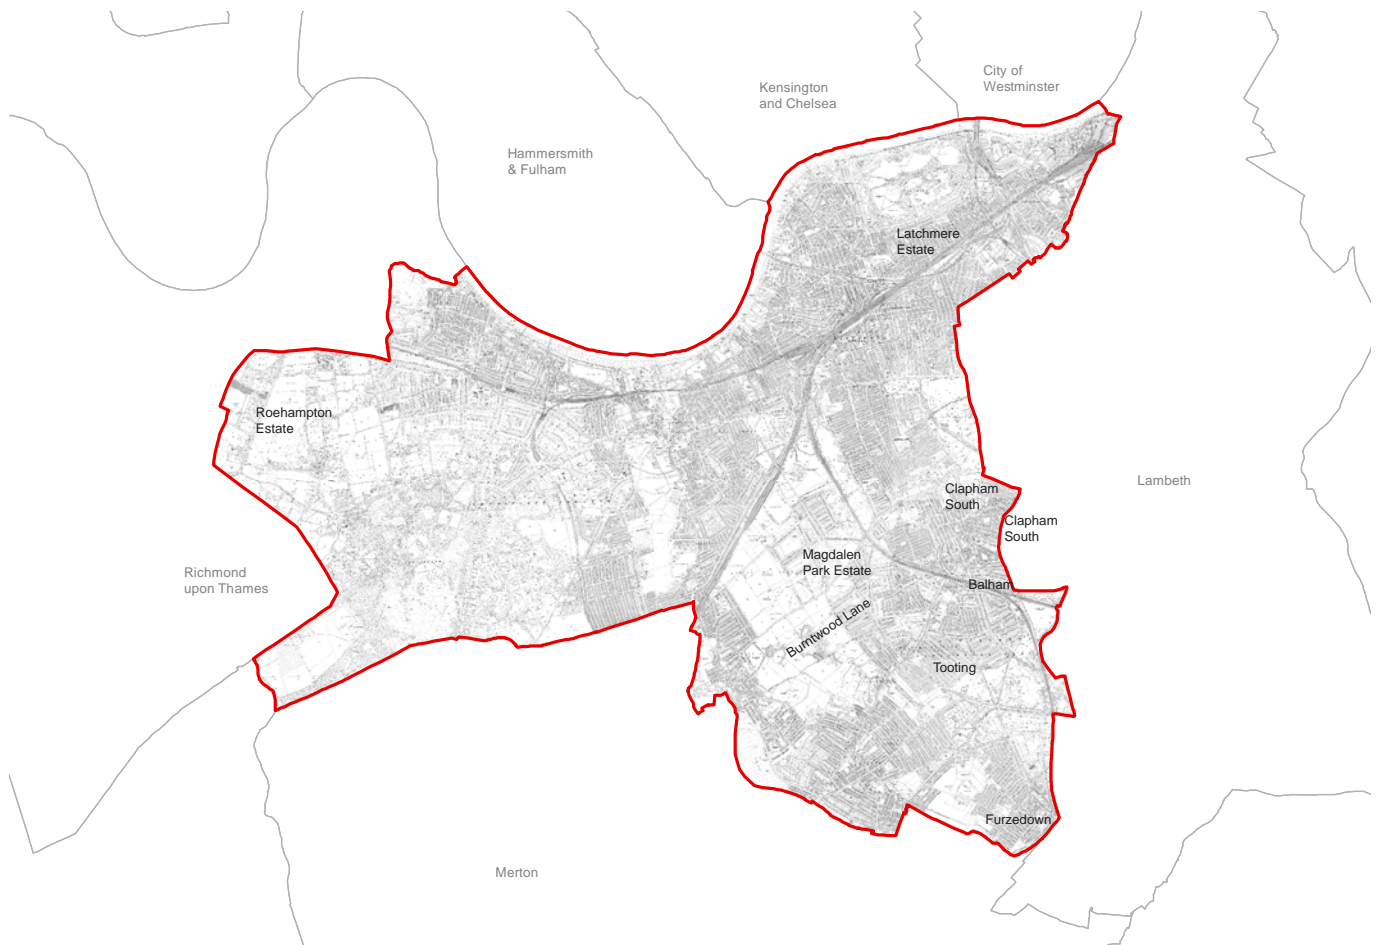 City of
Westminster
Kensington
and Chelsea
Hammersmith
& Fulham
Latchmere
Estate
Roehampton
Estate
Lambeth
Clapham
South
Clapham
South
Magdalen
Park Estate
Richmond
upon Thames
Balham
Burntwood Lane
Tooting
Furzedown
Merton